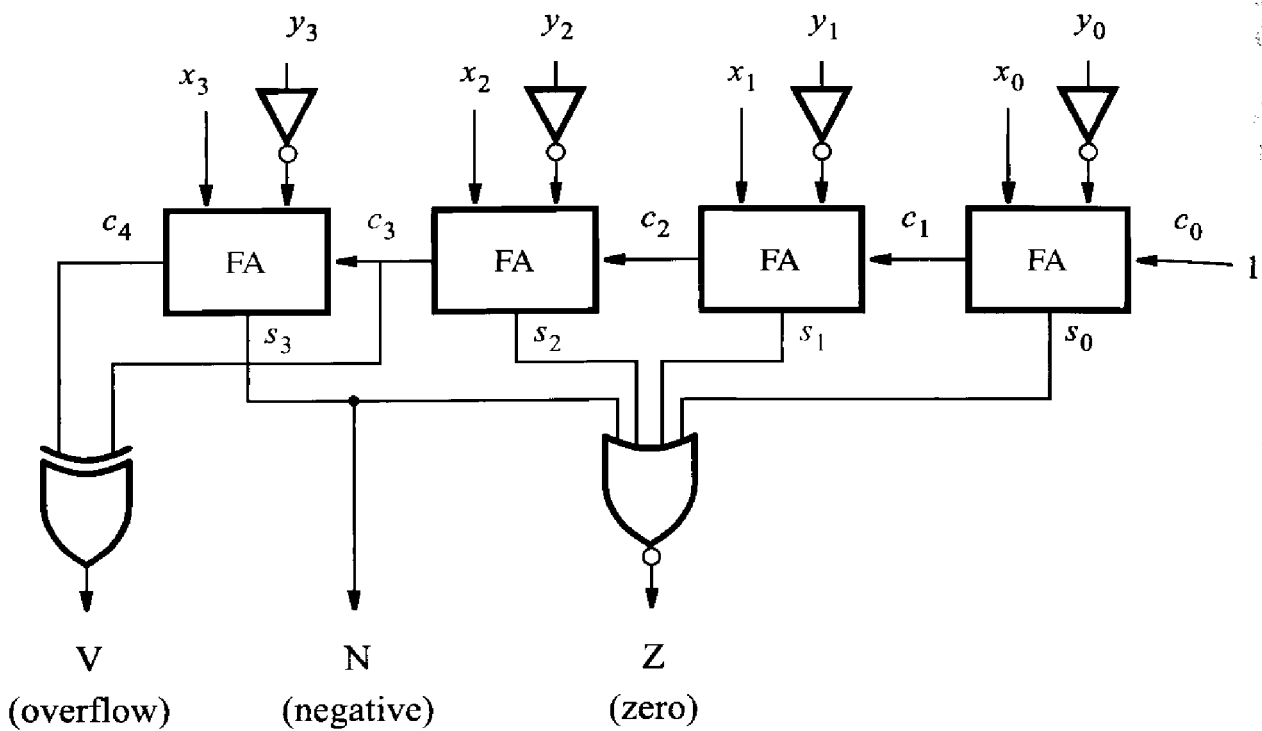 y3 y2 y1 y0
x3 x2 x1 x0
c4 c3 c2 c1 c0
FA FA FA FA 1
s3 s2 s1 s0
V N Z
(overflow) (negative) (zero)